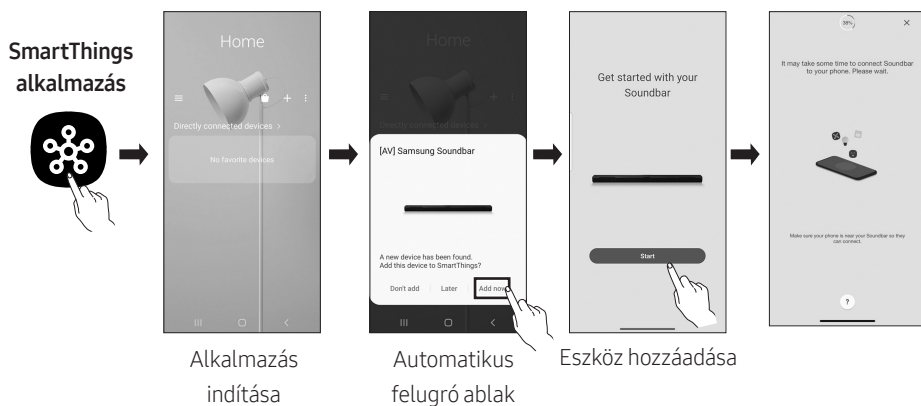 SmartThings
alkalmazás
Home
Directly connected devices >
No favorite devices
Alkalmazás
indítása
Home
Directly connected devices >
[AV] Samsung Soundbar
A new device has been found.
Add this device to SmartThings?
Don't add
Later
Add now
Automatikus
felugró ablak
Get started with your
Soundbar
Start
Eszköz hozzáadása
38%
It may take some time to connect Soundbar
to your phone. Please wait.
Make sure your phone is near your Soundbar so they
can connect.
?